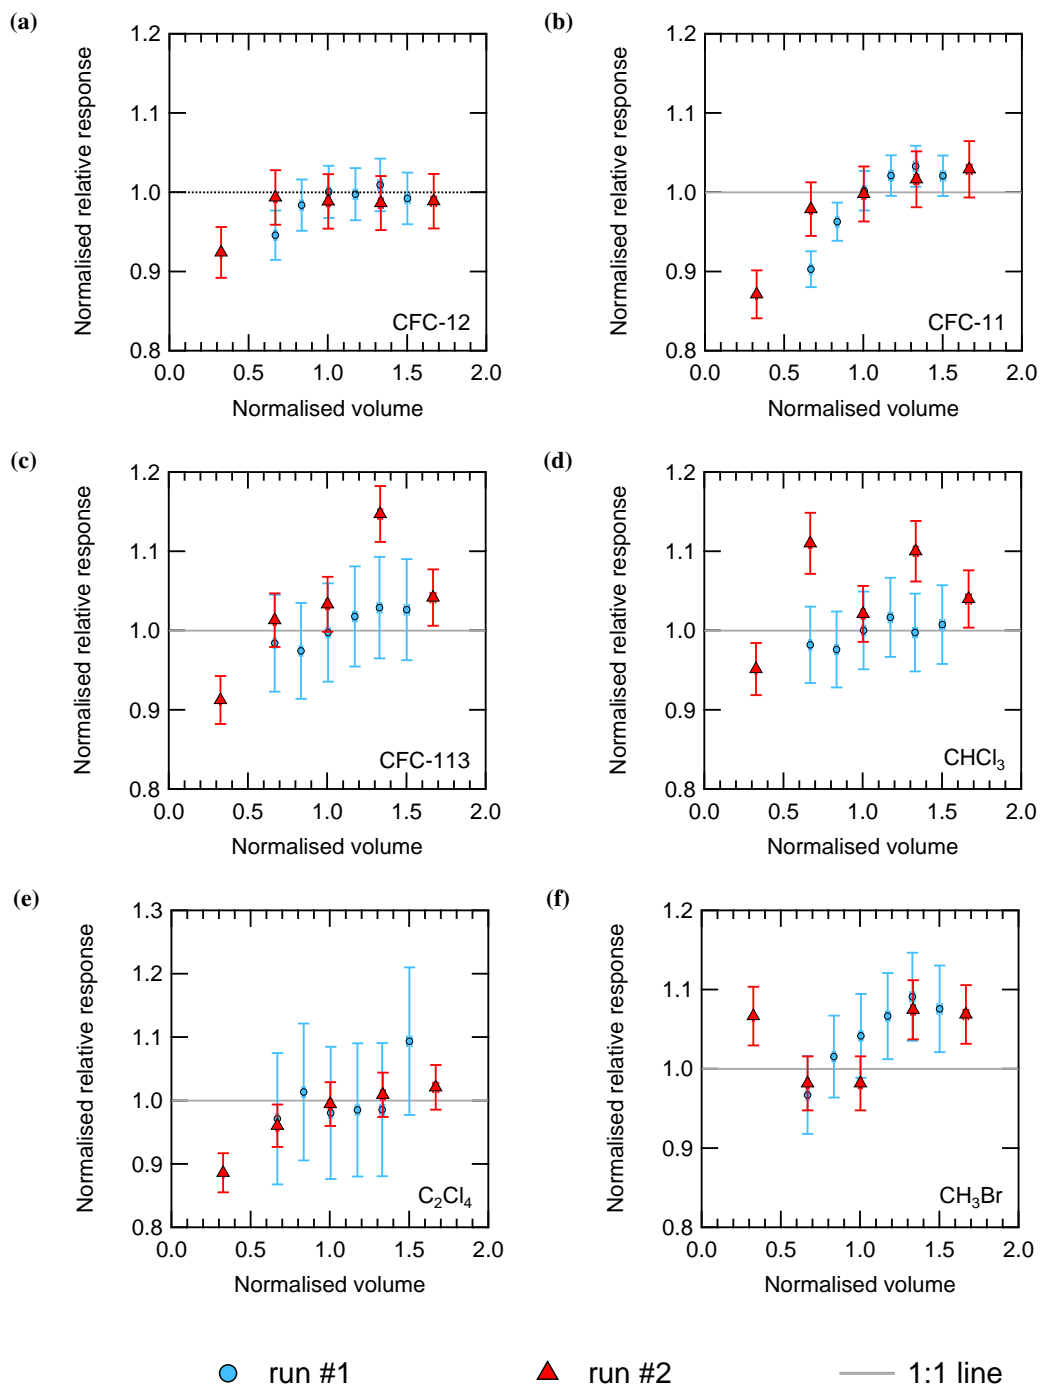 (a)
Normalised relative response
1.2
1.1
1.0
0.9
0.8
0.0 0.5 1.0 1.5 2.0
Normalised volume
CFC-12
(b)
Normalised relative response
1.2
1.1
1.0
0.9
0.8
0.0 0.5 1.0 1.5 2.0
Normalised volume
CFC-11
(c)
Normalised relative response
1.2
1.1
1.0
0.9
0.8
0.0 0.5 1.0 1.5 2.0
Normalised volume
CFC-113
(d)
Normalised relative response
1.2
1.1
1.0
0.9
0.8
0.0 0.5 1.0 1.5 2.0
Normalised volume
CHCl₃
(e)
Normalised relative response
1.3
1.2
1.1
1.0
0.9
0.8
0.0 0.5 1.0 1.5 2.0
Normalised volume
C₂Cl₄
(f)
Normalised relative response
1.2
1.1
1.0
0.9
0.8
0.0 0.5 1.0 1.5 2.0
Normalised volume
CH₃Br
run #1 run #2 1:1 line